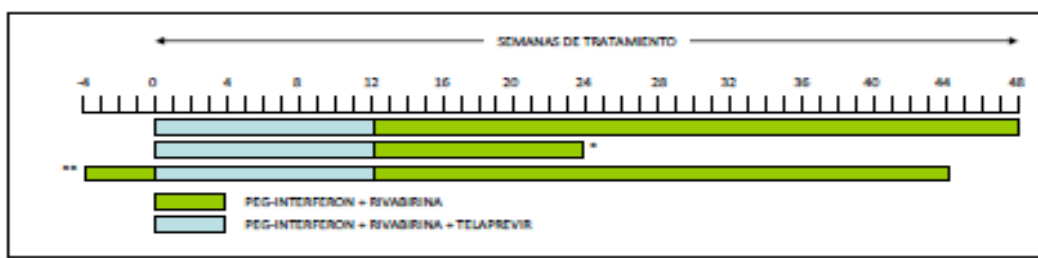 SEMANAS DE TRATAMIENTO
-4 0 4 8 12 16 20 24 28 32 36 40 44 48
*
**
PEG-INTERFERON + RIVABIRINA
PEG-INTERFERON + RIVABIRINA + TELAPREVIR